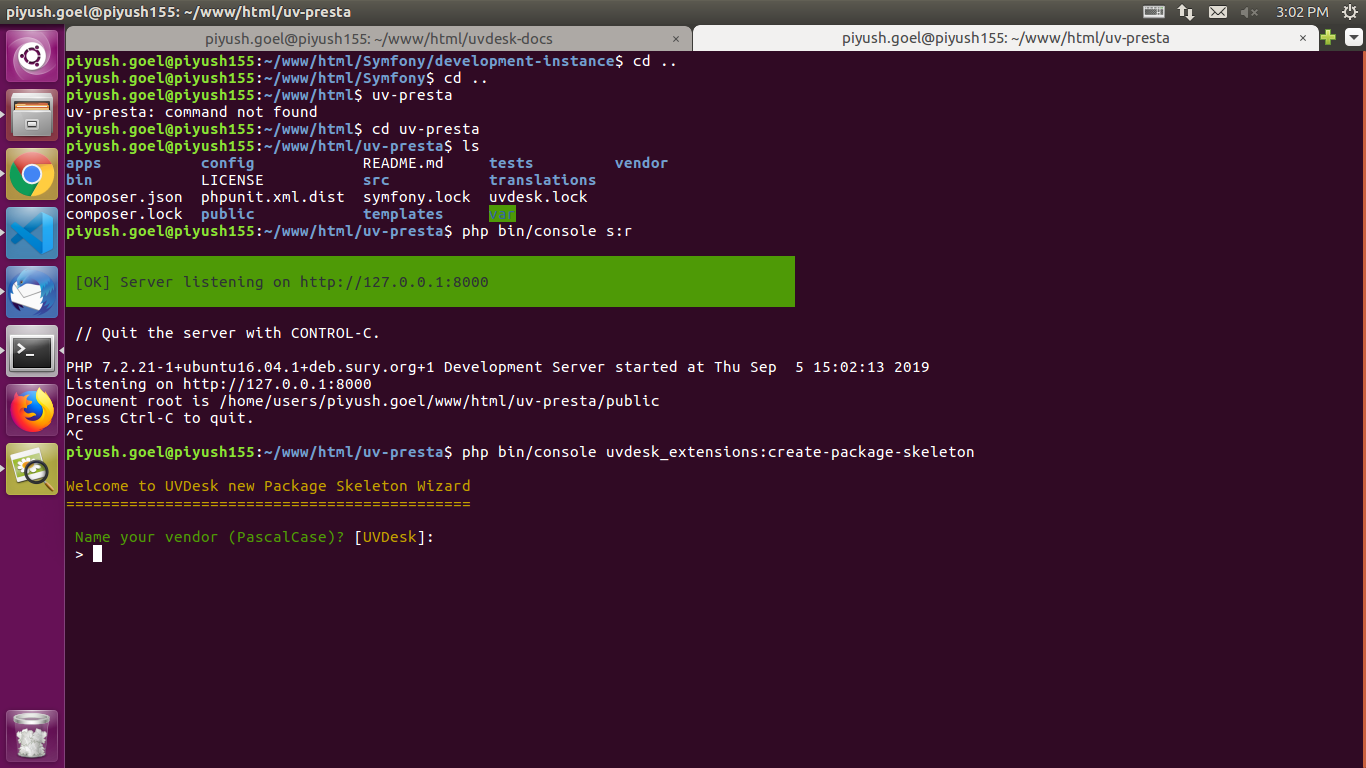 piyush.goel@piyush155: ~/www/html/uv-presta
3:02 PM
piyush.goel@piyush155: ~/www/html/uvdesk-docs ×
piyush.goel@piyush155: ~/www/html/uv-presta ×
piyush.goel@piyush155:~/www/html/Symfony/development-instance$ cd ..
piyush.goel@piyush155:~/www/html/Symfony$ cd ..
piyush.goel@piyush155:~/www/html$ uv-presta
uv-presta: command not found
piyush.goel@piyush155:~/www/html$ cd uv-presta
piyush.goel@piyush155:~/www/html/uv-presta$ ls
apps config README.md tests vendor
bin LICENSE src translations
composer.json phpunit.xml.dist symfony.lock uvdesk.lock
composer.lock public templates var
piyush.goel@piyush155:~/www/html/uv-presta$ php bin/console s:r
[OK] Server listening on http://127.0.0.1:8000
// Quit the server with CONTROL-C.
PHP 7.2.21-1+ubuntu16.04.1+deb.sury.org+1 Development Server started at Thu Sep  5 15:02:13 2019
Listening on http://127.0.0.1:8000
Document root is /home/users/piyush.goel/www/html/uv-presta/public
Press Ctrl-C to quit.
^C
piyush.goel@piyush155:~/www/html/uv-presta$ php bin/console uvdesk_extensions:create-package-skeleton
Welcome to UVDesk new Package Skeleton Wizard
=============================================
Name your vendor (PascalCase)? [UVDesk]:
>